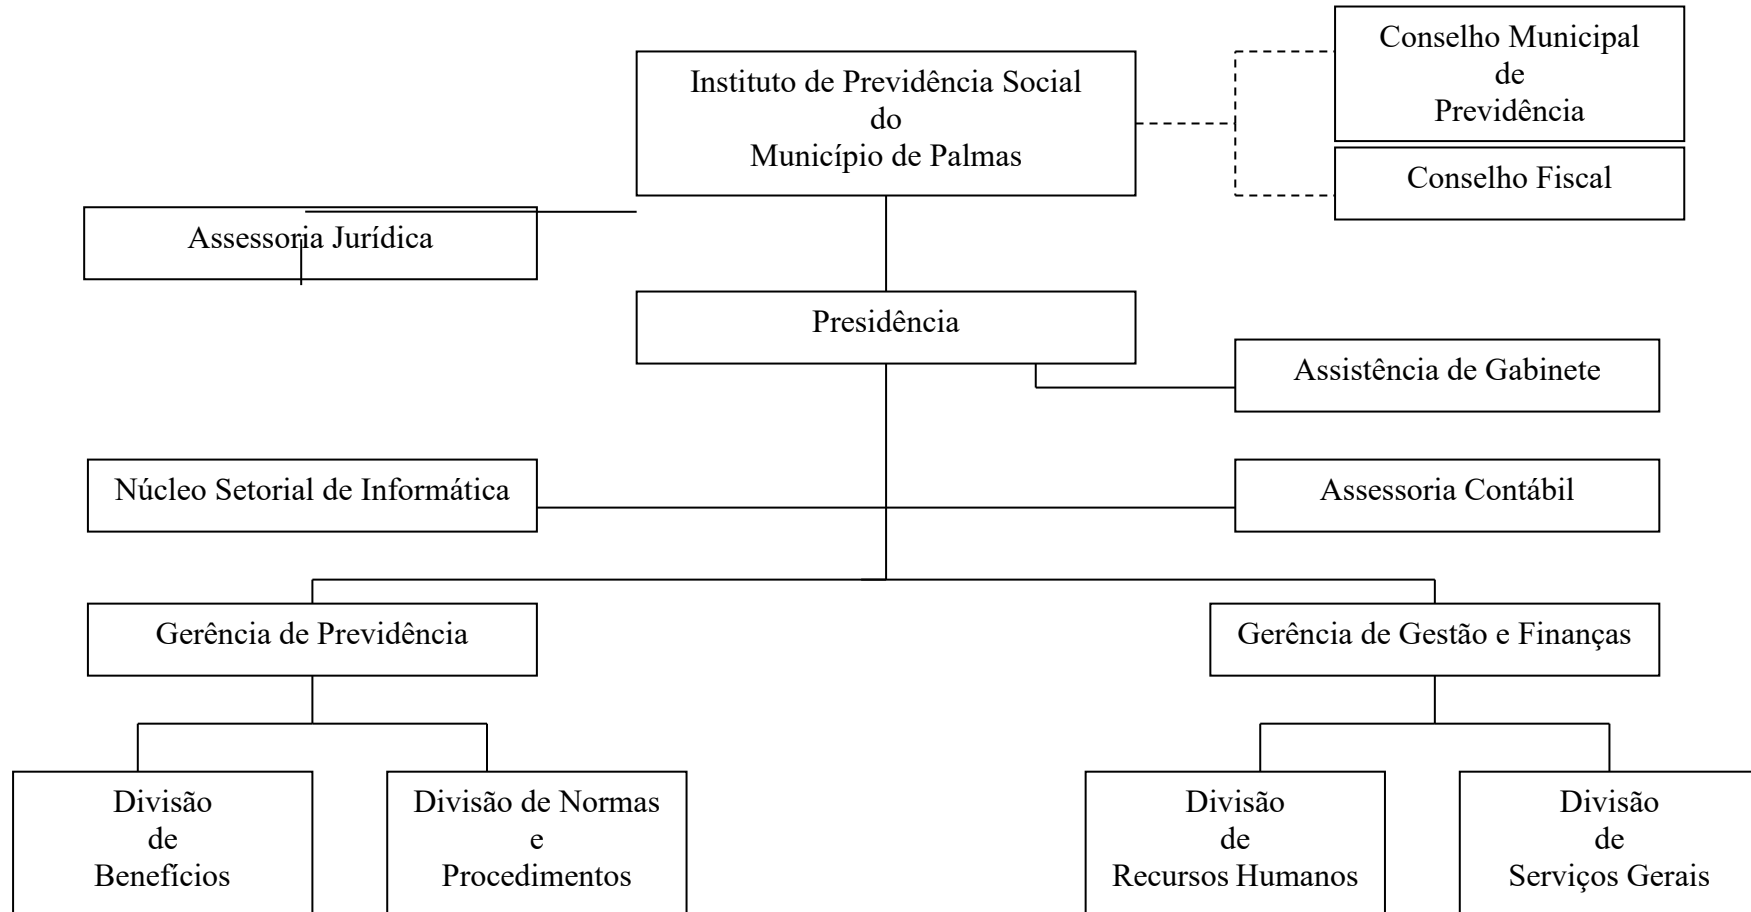 Conselho Municipal
de
Previdência
Instituto de Previdência Social
do
Município de Palmas
Conselho Fiscal
Assessoria Jurídica
Presidência
Assistência de Gabinete
Núcleo Setorial de Informática
Assessoria Contábil
Gerência de Previdência
Gerência de Gestão e Finanças
Divisão
de
Benefícios
Divisão de Normas
e
Procedimentos
Divisão
de
Recursos Humanos
Divisão
de
Serviços Gerais